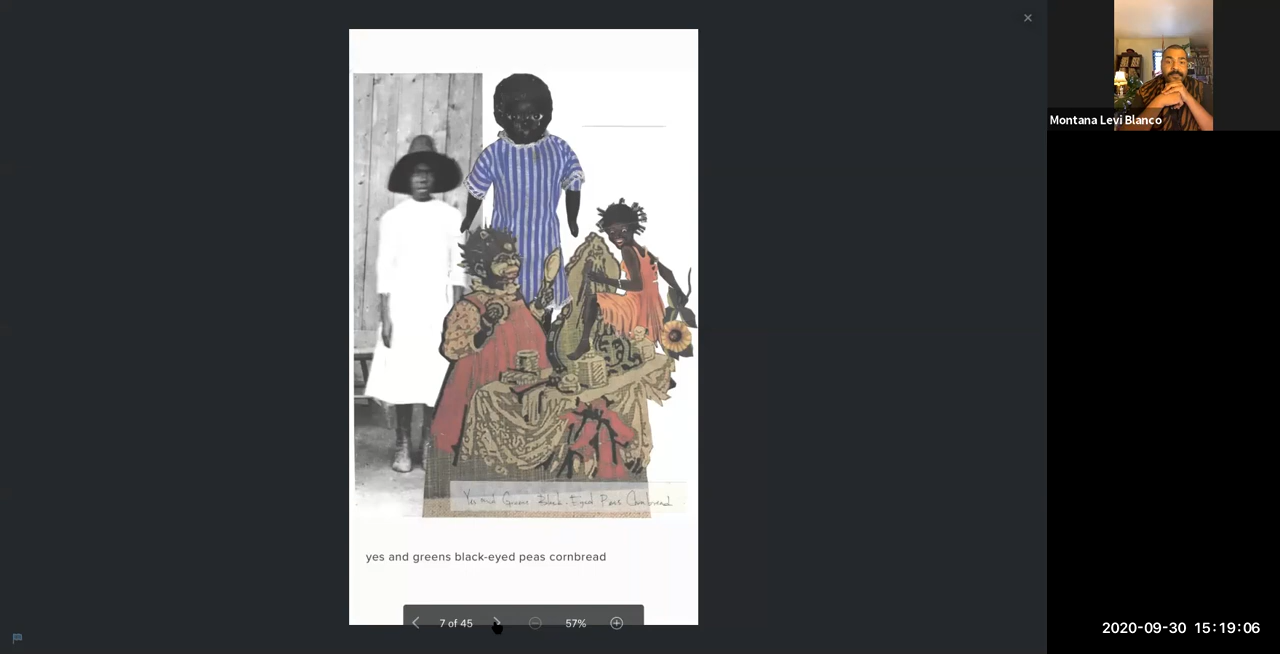 Montana Levi Blanco
Yes and Greens Black-Eyed Peas Cornbread
yes and greens black-eyed peas cornbread
7 of 45
57%
2020-09-30 15:19:06